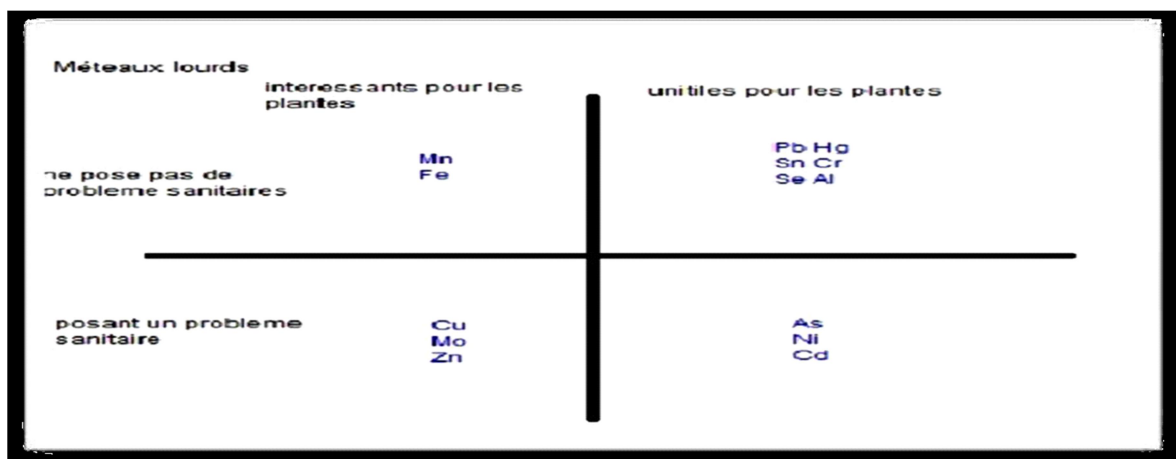 Méteaux lourds
interessants pour les
plantes
unitiles pour les plantes
Mn
Fe
Pb Hg
Sn Cr
Se Al
ne pose pas de
probleme sanitaires
posant un probleme
sanitaire
Cu
Mo
Zn
As
Ni
Cd